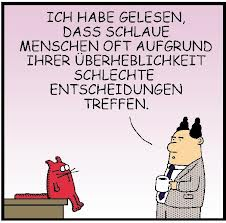 ICH HABE GELESEN,
DASS SCHLAUE
MENSCHEN OFT AUFGRUND
IHRER ÜBERHEBLICHKEIT
SCHLECHTE
ENTSCHEIDUNGEN
TREFFEN.